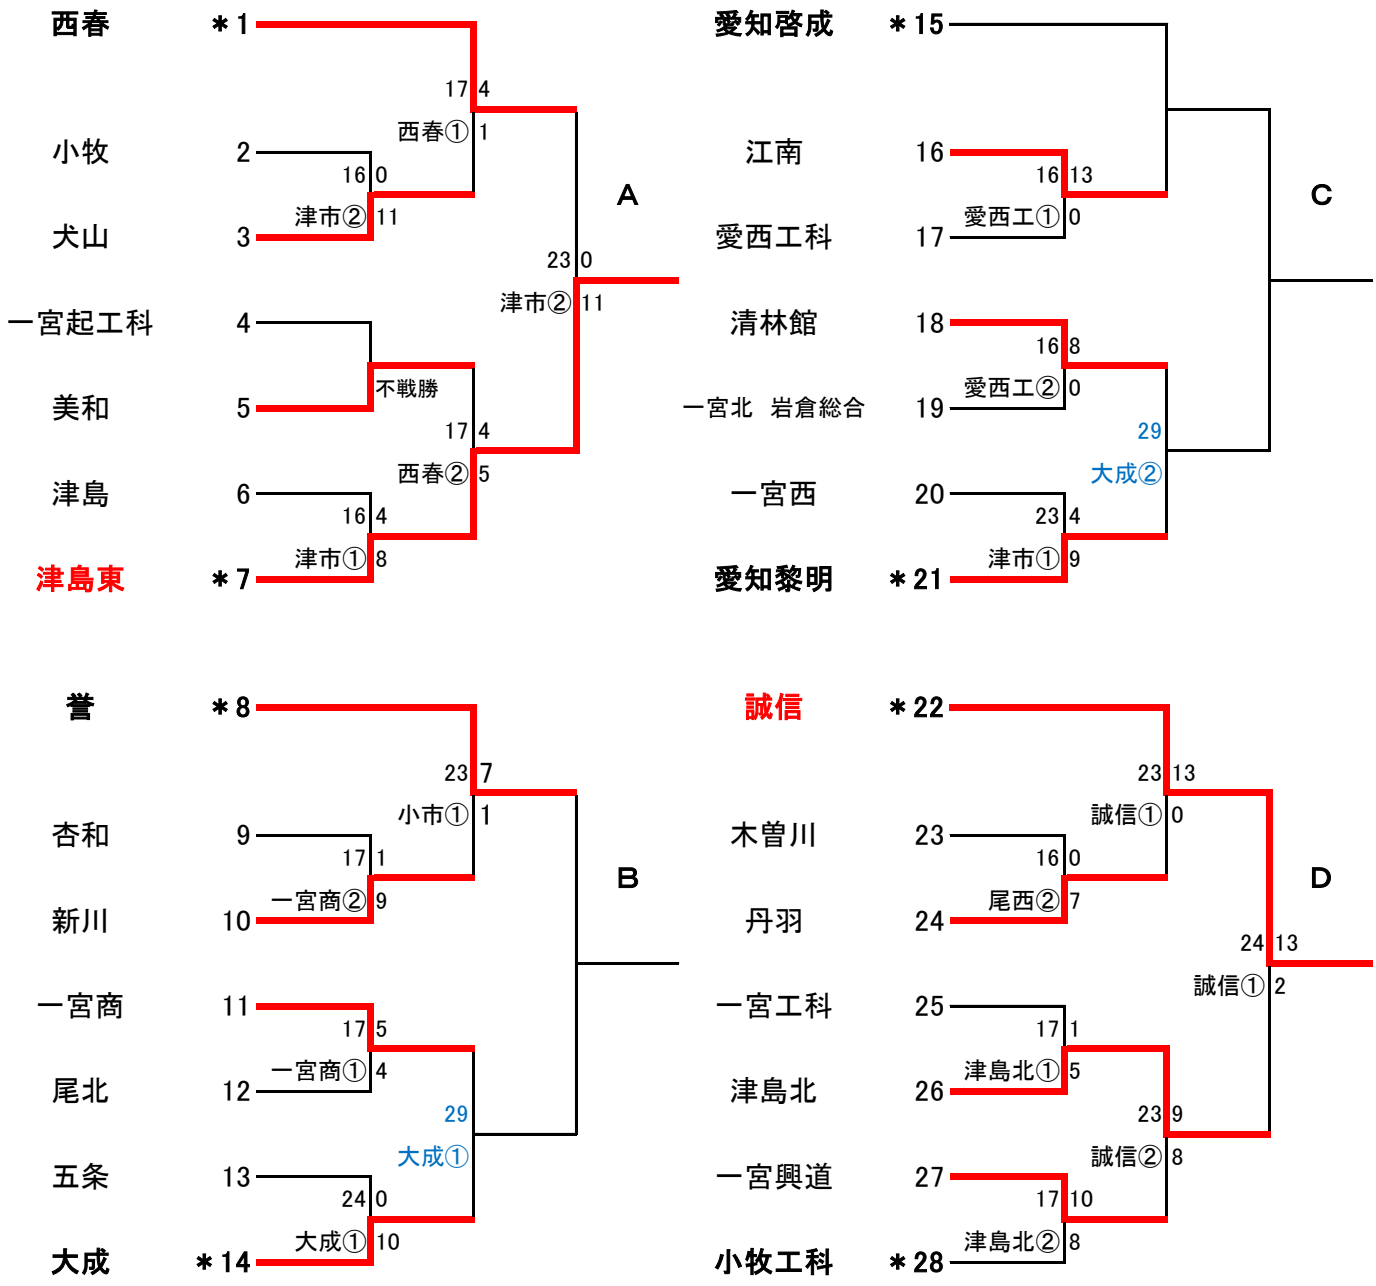 西春 ＊1
17 4
西春① 1
小牧 2
16 0
津市② 11
犬山 3
A
23 0
津市② 11
一宮起工科 4
不戦勝
美和 5
17 4
西春② 5
津島 6
16 4
津市① 8
津島東 ＊7
愛知啓成 ＊15
江南 16
16 13
愛西工① 0
愛西工科 17
C
清林館 18
16 8
愛西工② 0
一宮北　岩倉総合 19
29
大成②
一宮西 20
23 4
津市① 9
愛知黎明 ＊21
誉 ＊8
23 7
小市① 1
杏和 9
17 1
一宮商② 9
新川 10
B
一宮商 11
17 5
一宮商① 4
尾北 12
29
大成①
五条 13
24 0
大成① 10
大成 ＊14
誠信 ＊22
23 13
誠信① 0
木曽川 23
16 0
尾西② 7
丹羽 24
D
24 13
誠信① 2
一宮工科 25
17 1
津島北① 5
津島北 26
23 9
誠信② 8
一宮興道 27
17 10
津島北② 8
小牧工科 ＊28